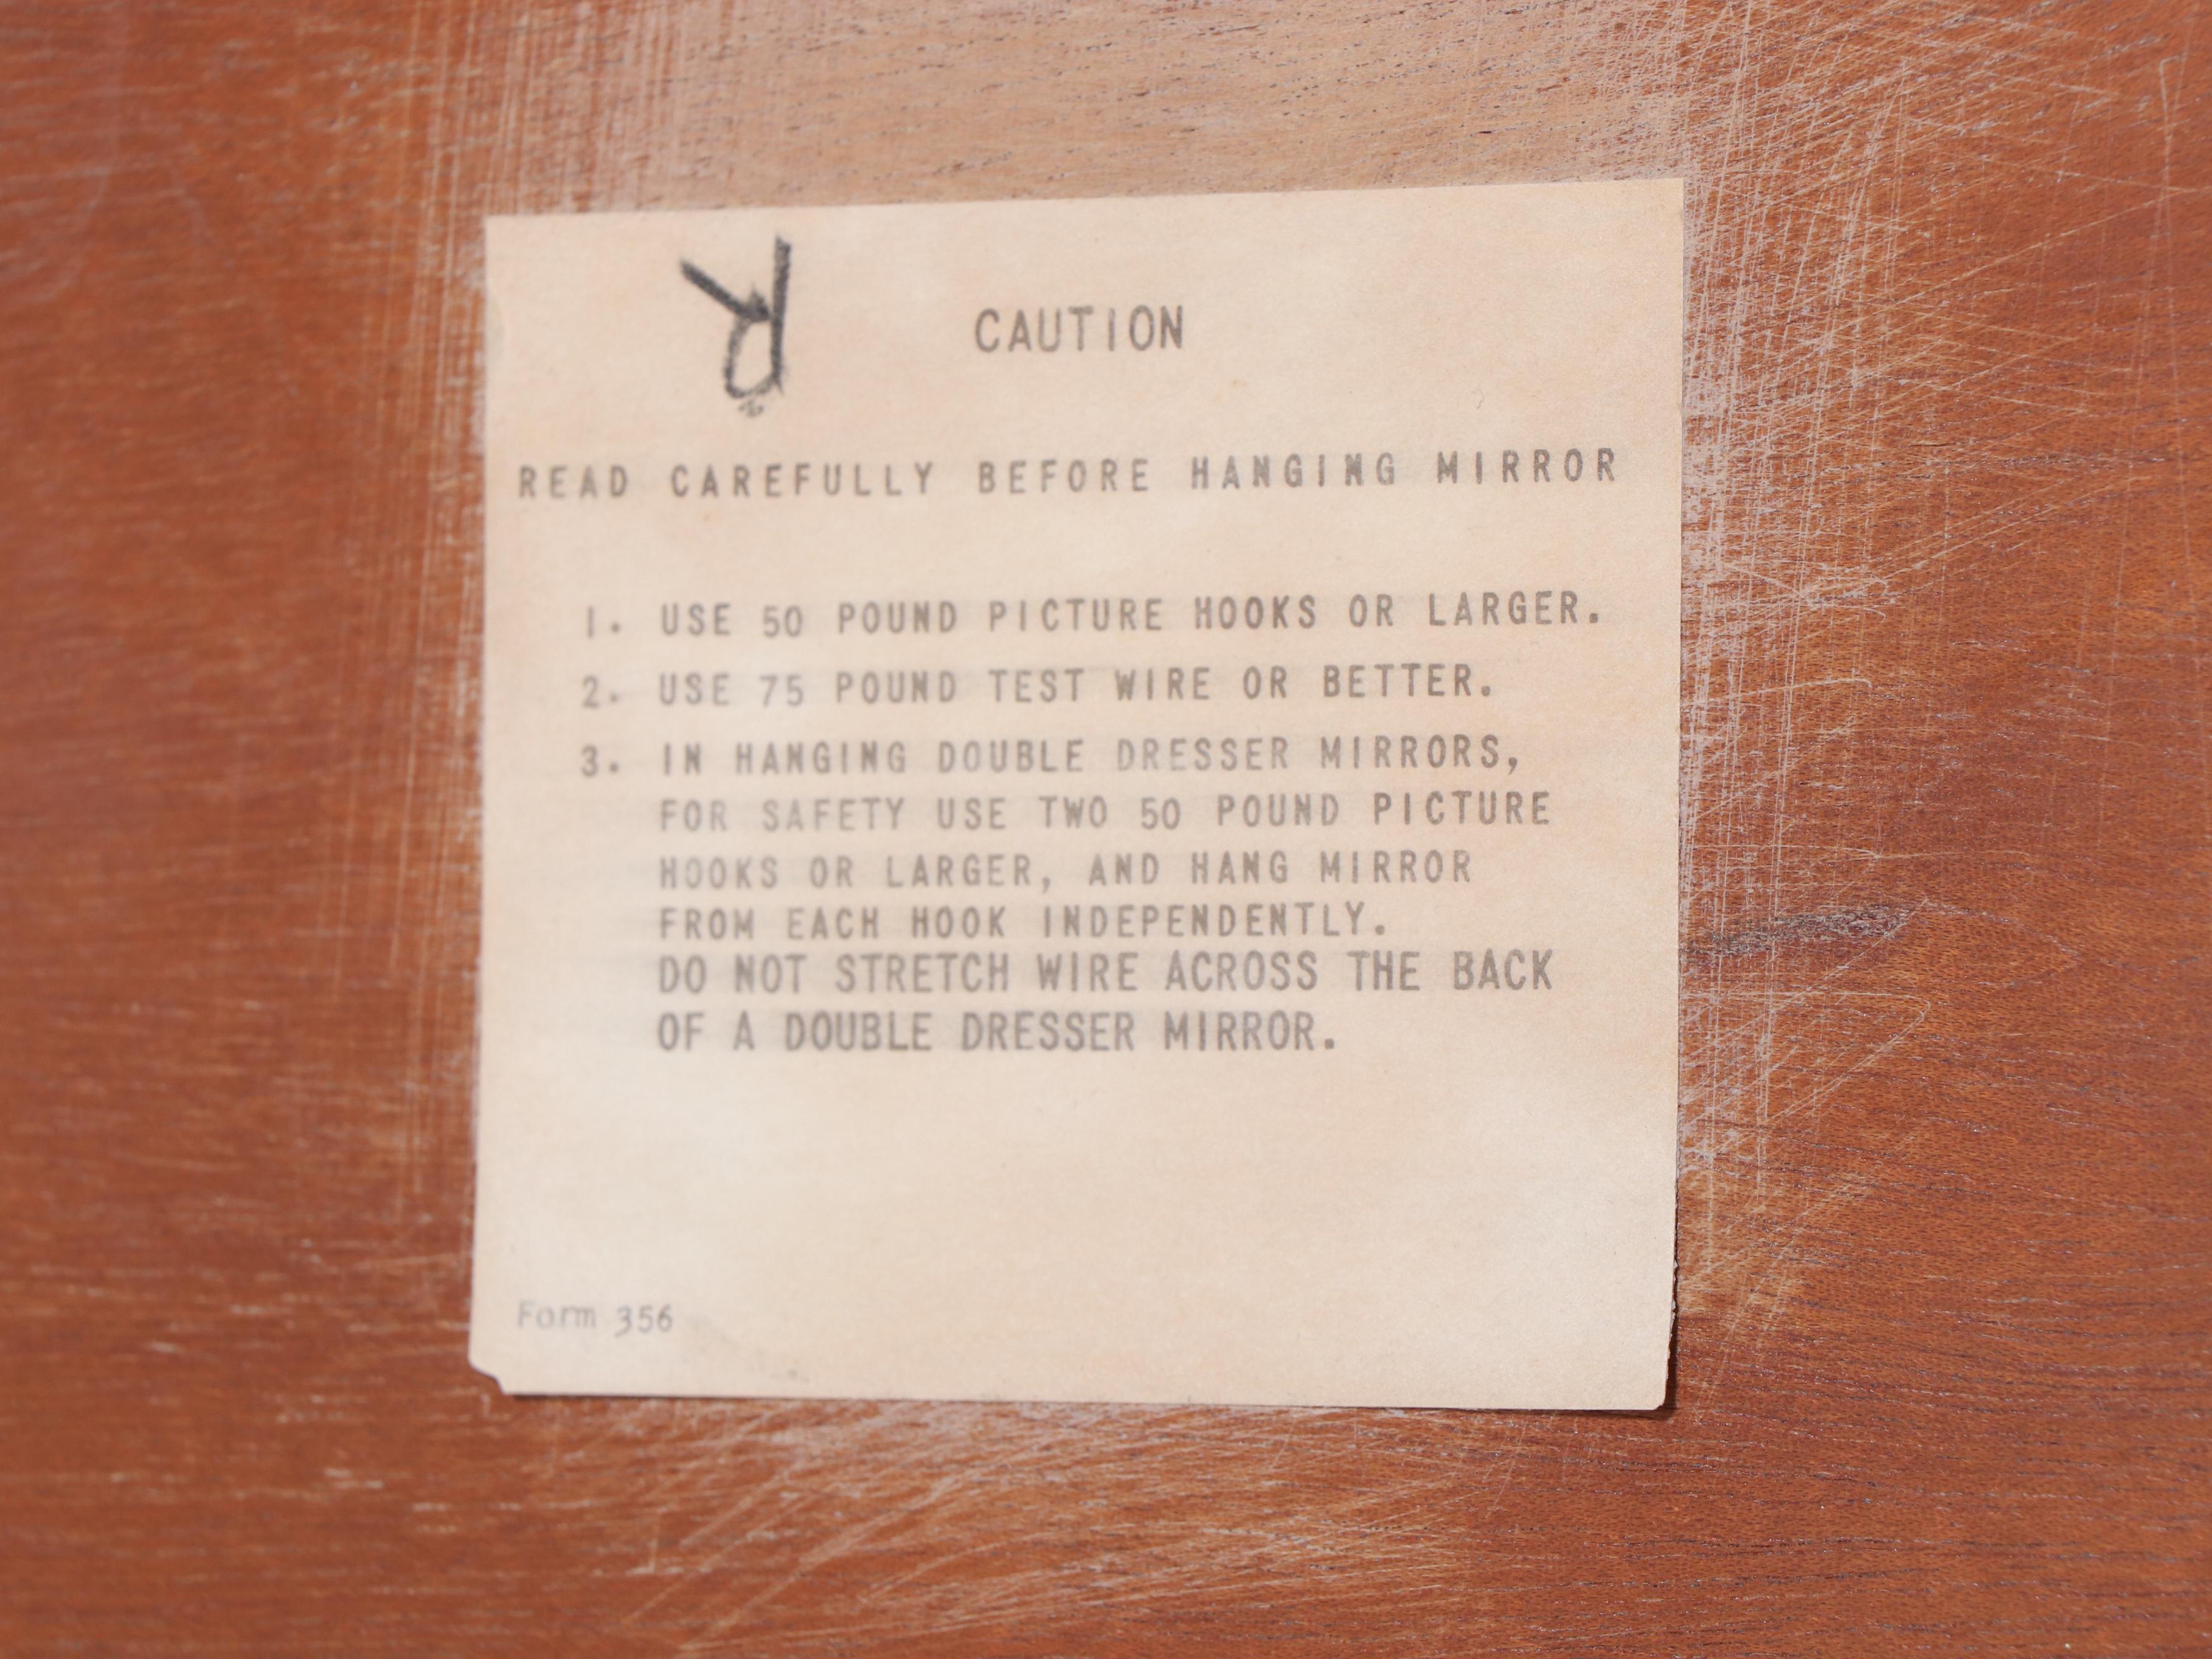 R
CAUTION
READ CAREFULLY BEFORE HANGING MIRROR
1. USE 50 POUND PICTURE HOOKS OR LARGER.
2. USE 75 POUND TEST WIRE OR BETTER.
3. IN HANGING DOUBLE DRESSER MIRRORS,
FOR SAFETY USE TWO 50 POUND PICTURE
HOOKS OR LARGER, AND HANG MIRROR
FROM EACH HOOK INDEPENDENTLY.
DO NOT STRETCH WIRE ACROSS THE BACK
OF A DOUBLE DRESSER MIRROR.
Form 356